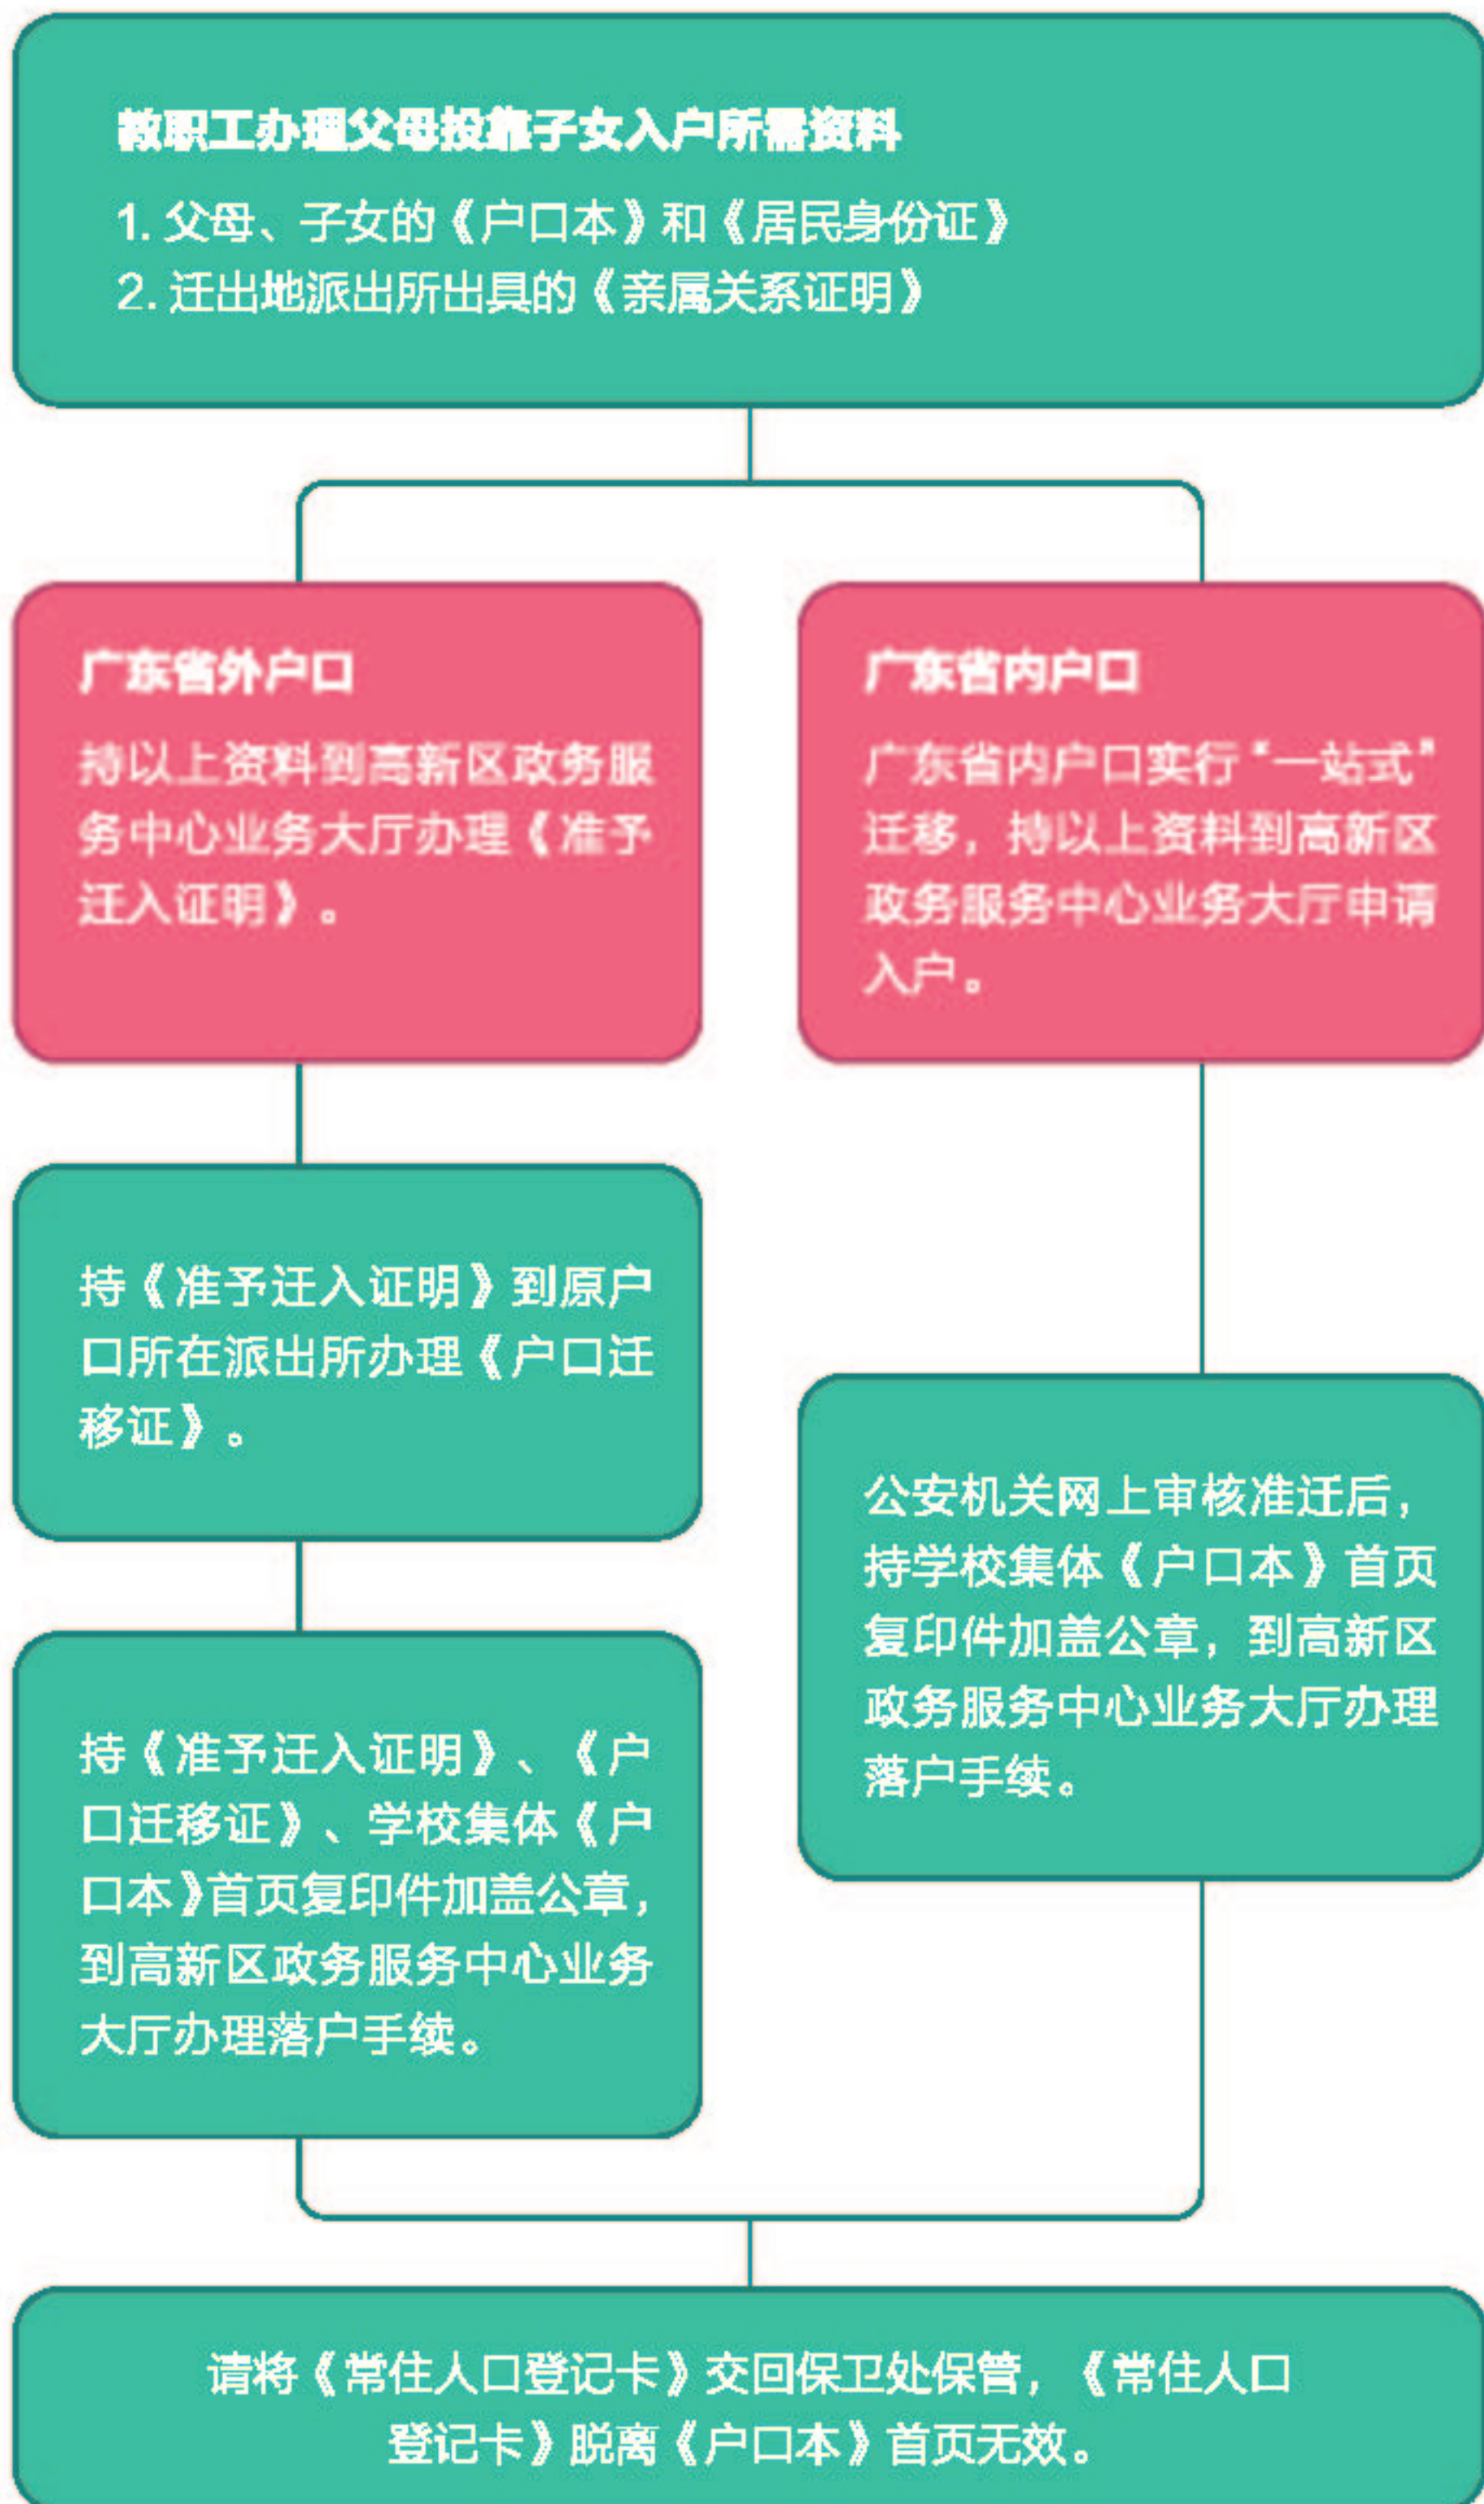 教职工办理父母投靠子女入户所需资料
1. 父母、子女的《户口本》和《居民身份证》
2. 迁出地派出所出具的《亲属关系证明》
广东省外户口
持以上资料到高新区政务服
务中心业务大厅办理《准予
迁入证明》。
广东省内户口
广东省内户口实行“一站式”
迁移，持以上资料到高新区
政务服务中心业务大厅申请
入户。
持《准予迁入证明》到原户
口所在派出所办理《户口迁
移证》。
持《准予迁入证明》、《户
口迁移证》、学校集体《户
口本》首页复印件加盖公章，
到高新区政务服务中心业务
大厅办理落户手续。
公安机关网上审核准迁后，
持学校集体《户口本》首页
复印件加盖公章，到高新区
政务服务中心业务大厅办理
落户手续。
请将《常住人口登记卡》交回保卫处保管，《常住人口
登记卡》脱离《户口本》首页无效。